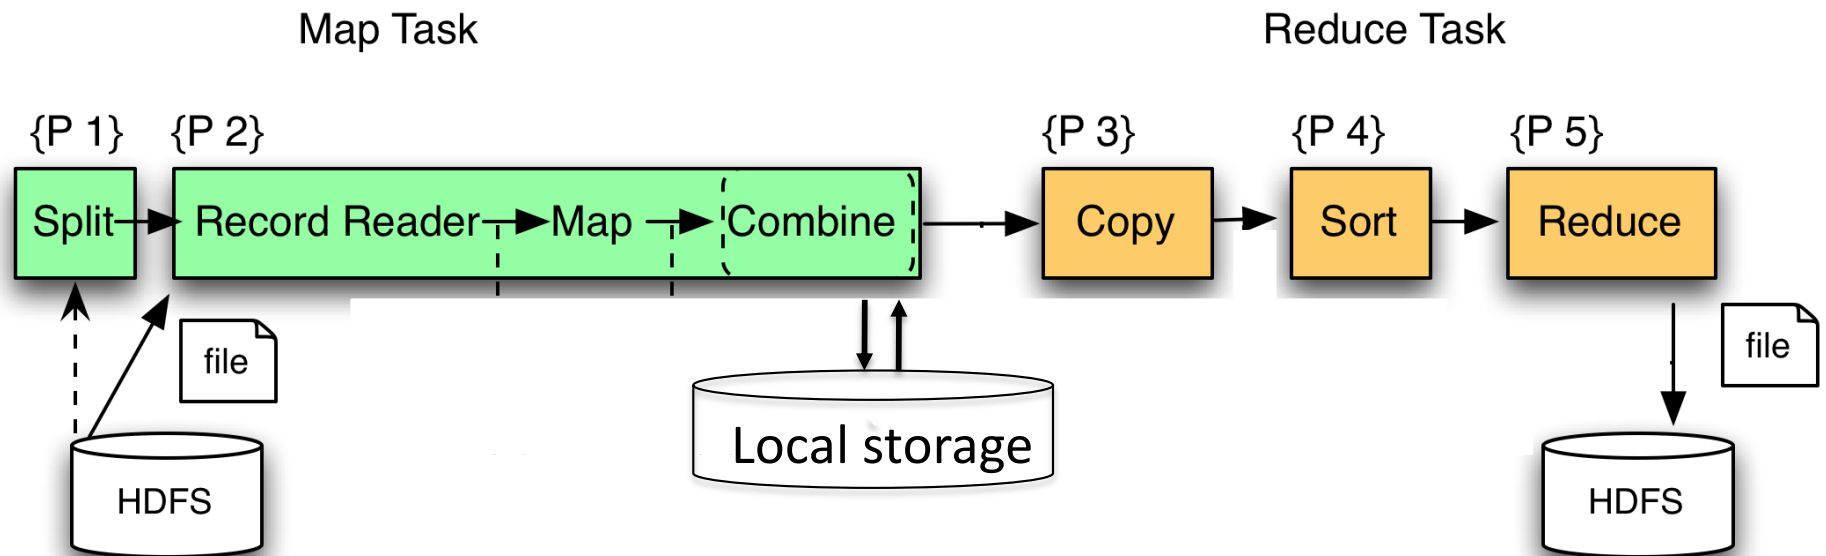 Map Task
Reduce Task
{P 1}
{P 2}
{P 3}
{P 4}
{P 5}
Split
Record Reader
Map
Combine
Copy
Sort
Reduce
file
file
Local storage
HDFS
HDFS